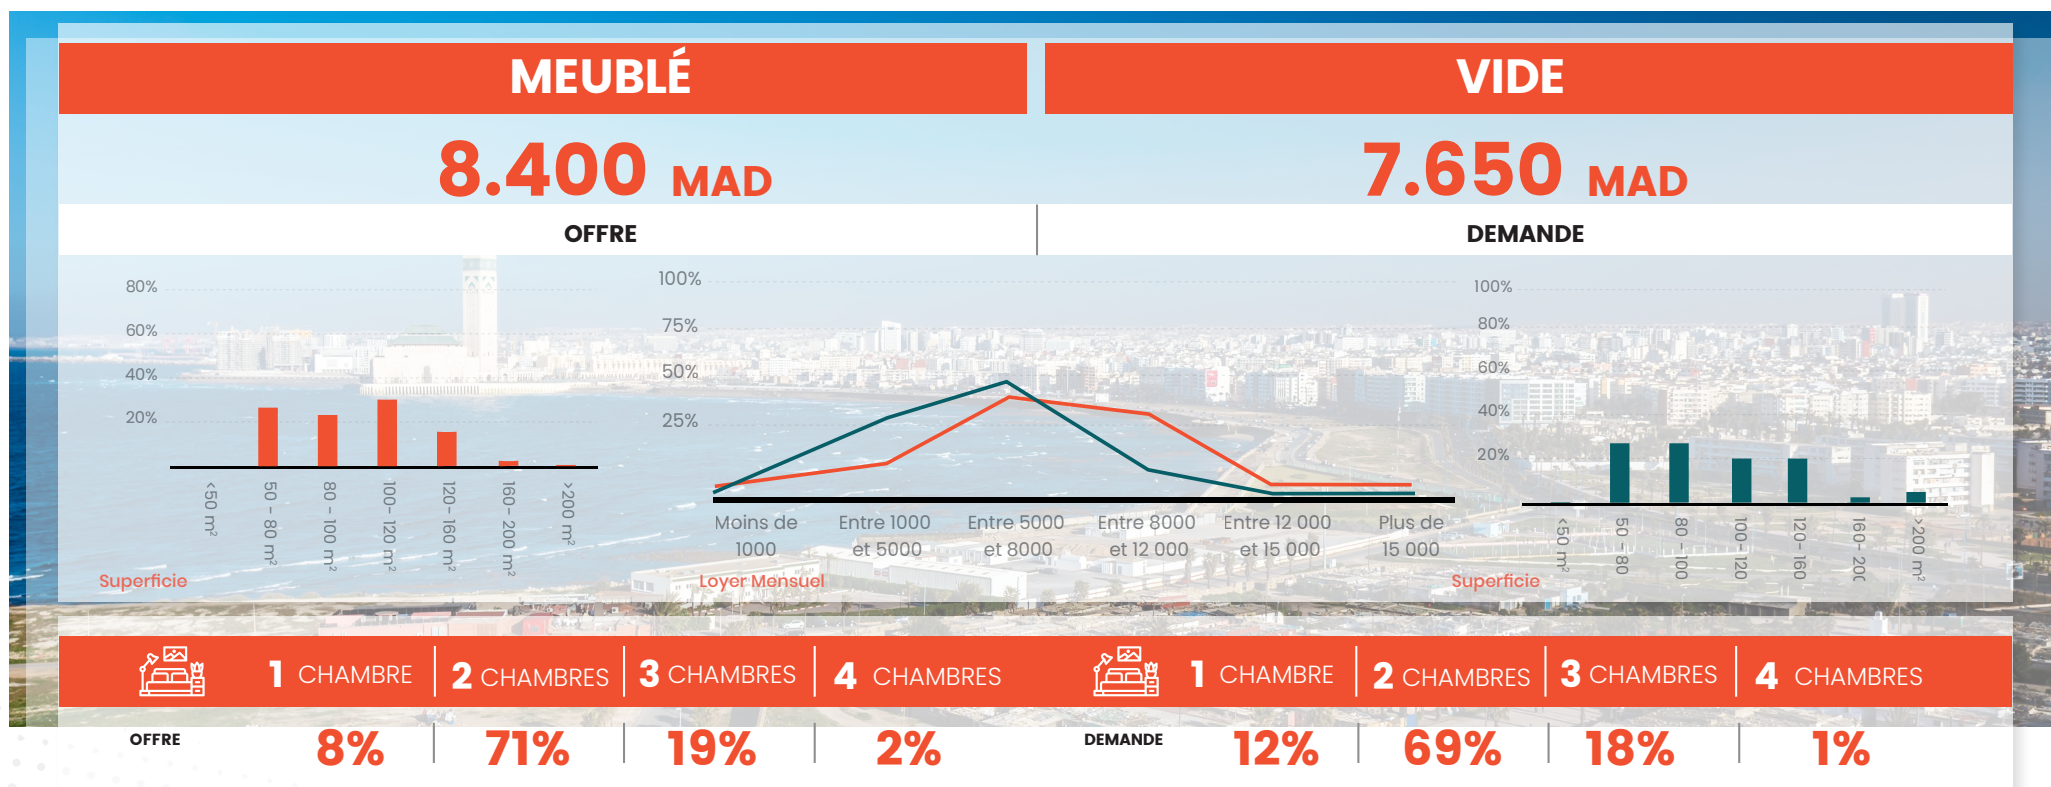 MEUBLÉ
VIDE
8.400 MAD
7.650 MAD
OFFRE
DEMANDE
80%
60%
40%
20%
<50 m²
50 - 80 m²
80 - 100 m²
100- 120 m²
120- 160 m²
160- 200 m²
>200 m²
Superficie
100%
75%
50%
25%
Moins de
1000
Entre 1000
et 5000
Entre 5000
et 8000
Entre 8000
et 12 000
Entre 12 000
et 15 000
Plus de
15 000
Loyer Mensuel
100%
80%
60%
40%
20%
<50 m²
50 - 80
80 - 100
100- 120
120- 160
160- 200
>200 m²
Superficie
1 CHAMBRE
2 CHAMBRES
3 CHAMBRES
4 CHAMBRES
1 CHAMBRE
2 CHAMBRES
3 CHAMBRES
4 CHAMBRES
OFFRE
8%
71%
19%
2%
DEMANDE
12%
69%
18%
1%